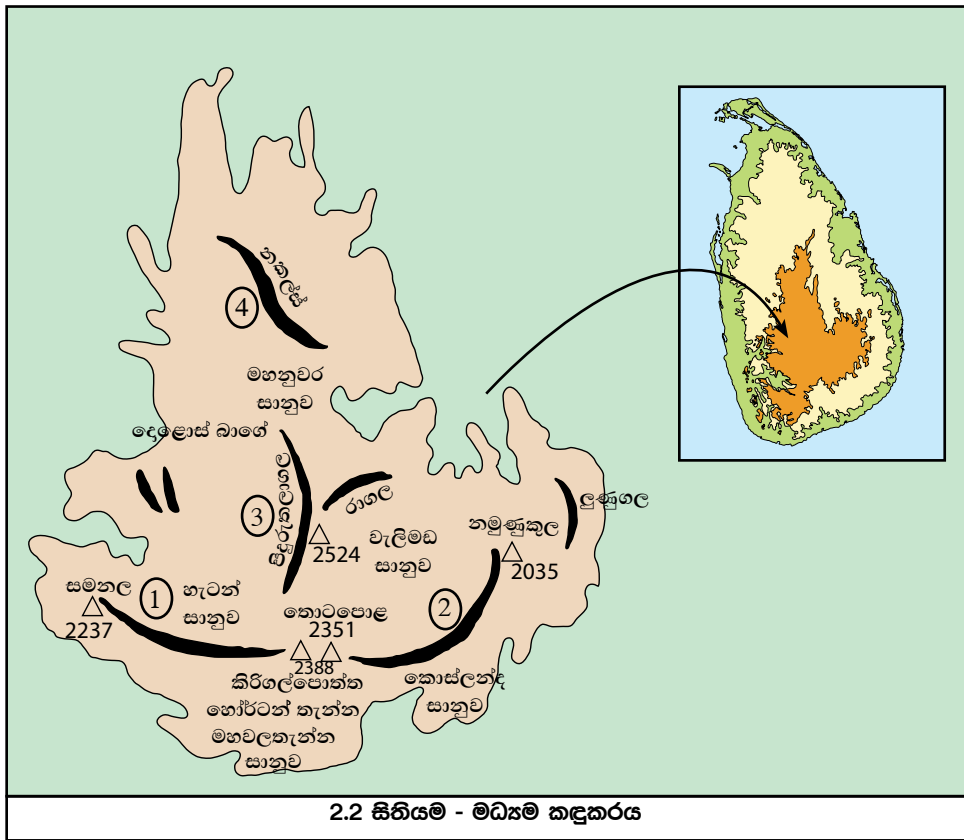 නකල්ස්
4
මහනුවර
සානුව
දොළොස් බාගේ
පිදුරුතලාගල
3
රාගල
2524
වැලිමඩ
සානුව
ලුණුගල
නමුණුකුල
2035
සමනල
2237
1
හැටන්
සානුව
2
තොටපොළ
2351
2388
කිරිගල්පොත්ත
හෝර්ටන් තැන්න
මහවලතැන්න
සානුව
කොස්ලන්ද
සානුව
2.2 සිතියම - මධ්‍යම කඳුකරය